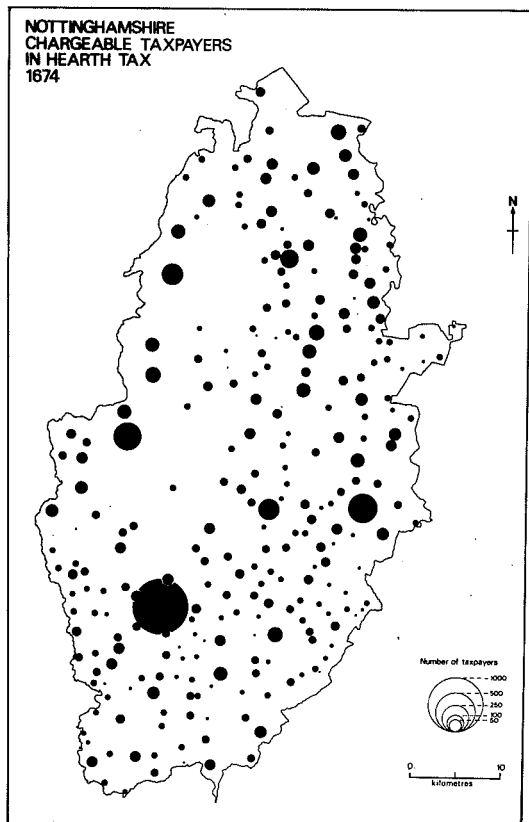 NOTTINGHAMSHIRE
CHARGEABLE TAXPAYERS
IN HEARTH TAX
1674
N
Number of taxpayers
1000
500
250
100
50
0
10
kilometres